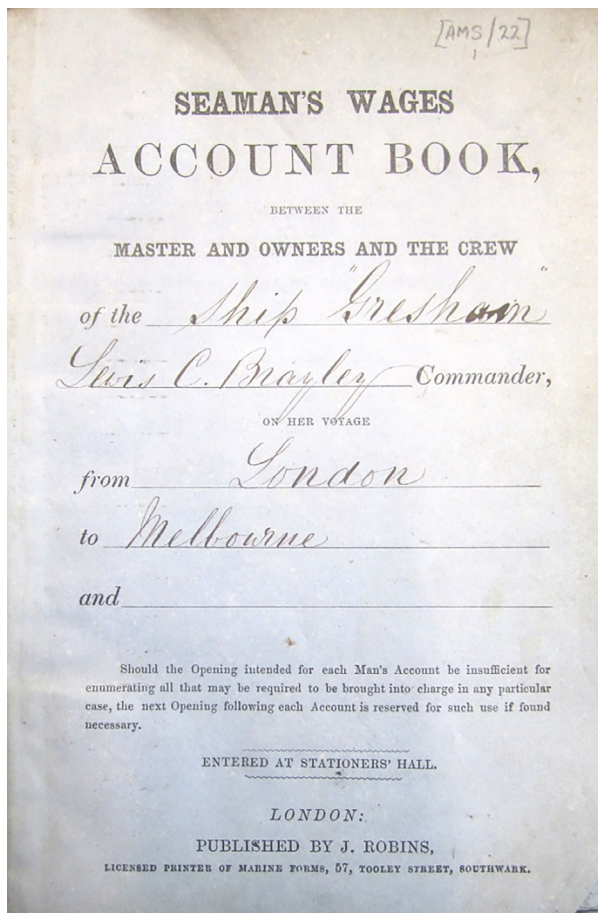 [AMS/22]
SEAMAN'S WAGES
ACCOUNT BOOK,
BETWEEN THE
MASTER AND OWNERS AND THE CREW
of the Ship "Gresham"
Lewis C. Brayley Commander,
ON HER VOYAGE
from London
to Melbourne
and
Should the Opening intended for each Man's Account be insufficient for
enumerating all that may be required to be brought into charge in any particular
case, the next Opening following each Account is reserved for such use if found
necessary.
ENTERED AT STATIONERS' HALL.
LONDON:
PUBLISHED BY J. ROBINS,
LICENSED PRINTER OF MARINE FORMS, 57, TOOLEY STREET, SOUTHWARK.